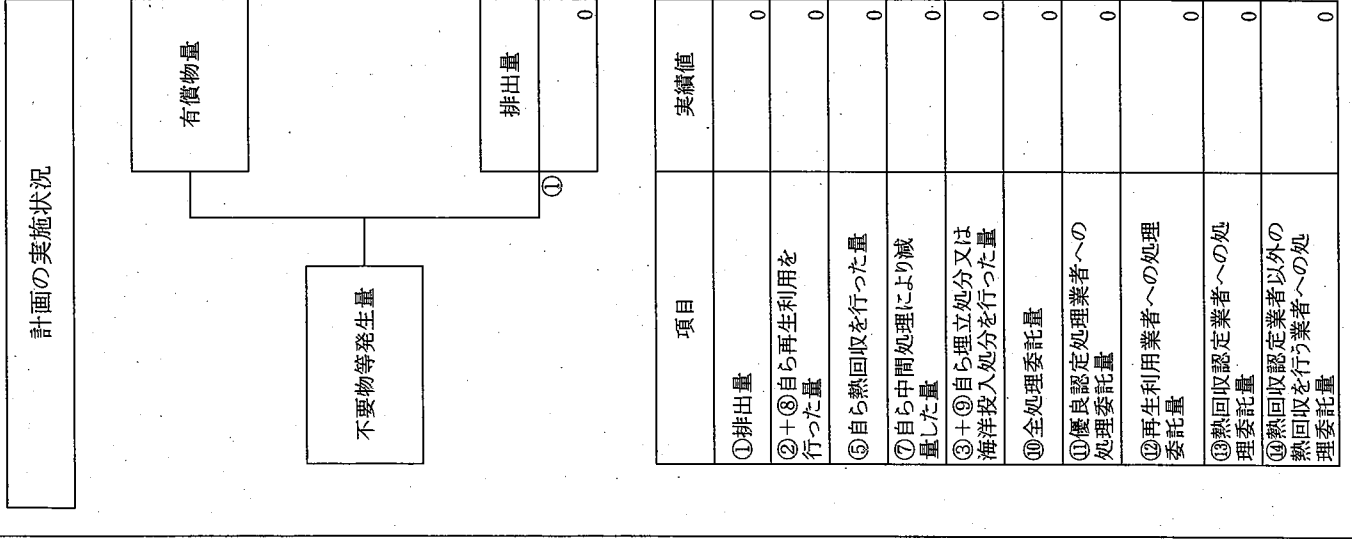 計画の実施状況
有償物量
不要物等発生量
排出量
①
0
項目
実績値
①排出量
0
②+⑧自ら再生利用を
行った量
0
⑤自ら熱回収を行った量
0
⑦自ら中間処理により減
量した量
0
③+⑨自ら埋立処分又は
海洋投入処分を行った量
0
⑩全処理委託量
0
⑪優良認定処理業者への
処理委託量
0
⑫再生利用業者への処理
委託量
0
⑬熱回収認定業者への処
理委託量
0
⑭熱回収認定業者以外の
熱回収を行う業者への処
理委託量
0